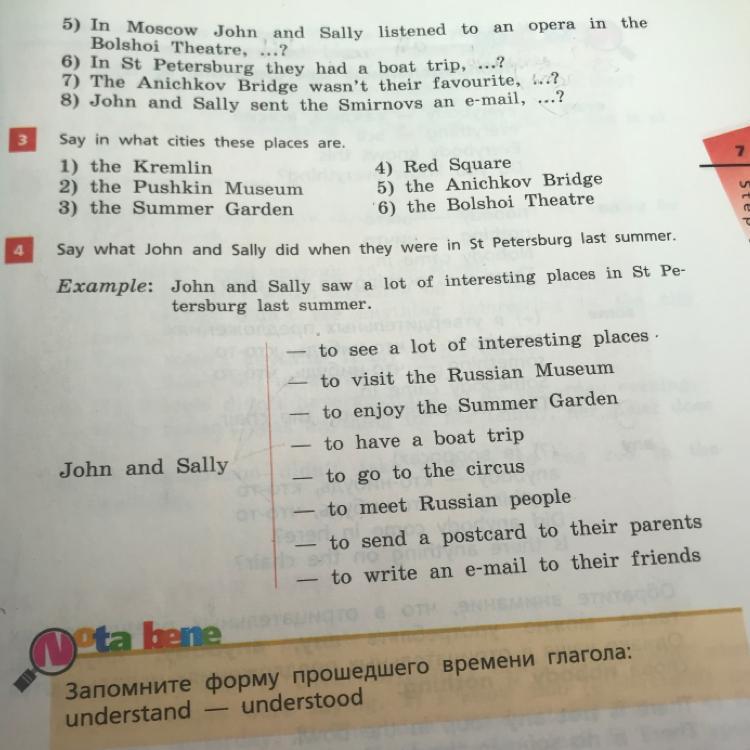 5) In Moscow John and Sally listened to an opera in the
Bolshoi Theatre, ...?
6) In St Petersburg they had a boat trip, ...?
7) The Anichkov Bridge wasn't their favourite, ...?
8) John and Sally sent the Smirnovs an e-mail, ...?
3 Say in what cities these places are.
1) the Kremlin
2) the Pushkin Museum
3) the Summer Garden
4) Red Square
5) the Anichkov Bridge
6) the Bolshoi Theatre
7
Step
4 Say what John and Sally did when they were in St Petersburg last summer.
Example: John and Sally saw a lot of interesting places in St Pe-
tersburg last summer.
John and Sally
— to see a lot of interesting places
— to visit the Russian Museum
— to enjoy the Summer Garden
— to have a boat trip
— to go to the circus
— to meet Russian people
— to send a postcard to their parents
— to write an e-mail to their friends
Nota bene
Запомните форму прошедшего времени глагола:
understand — understood